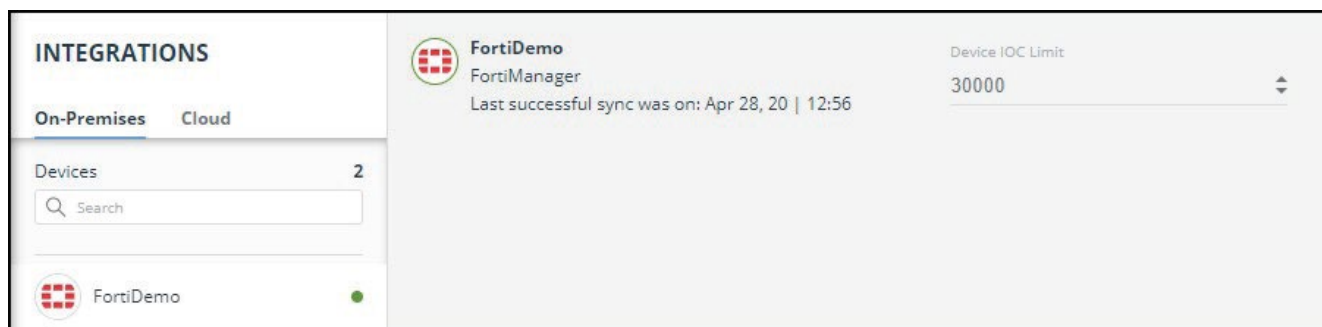 INTEGRATIONS
On-Premises Cloud
Devices 2
Search
FortiDemo
FortiDemo
FortiManager
Last successful sync was on: Apr 28, 20 | 12:56
Device IOC Limit
30000